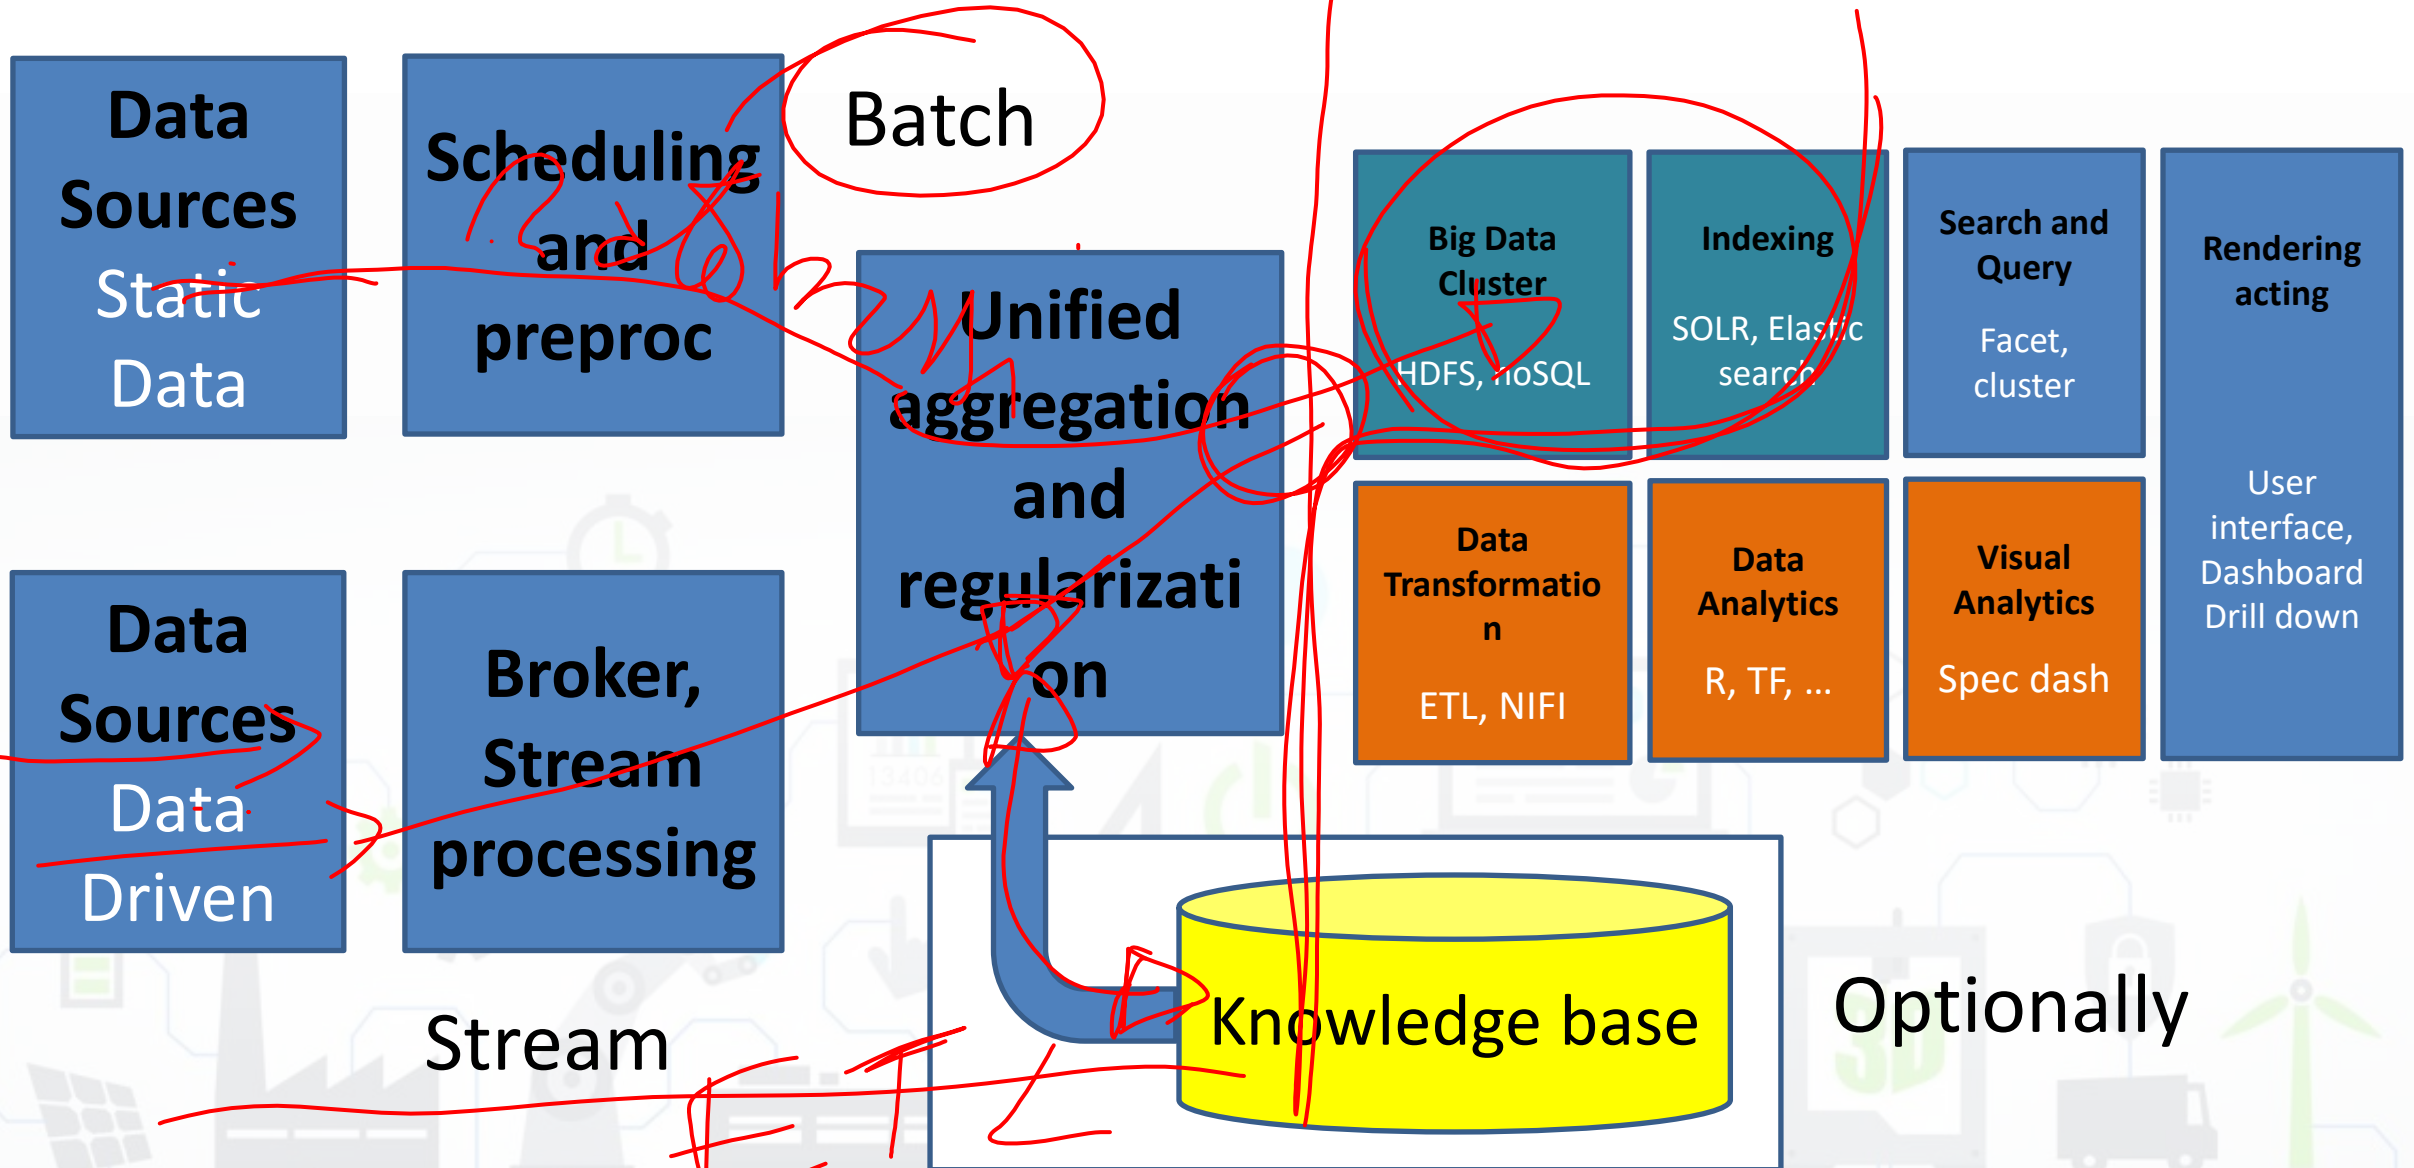 Data
Sources
Static
Data
Scheduling
and
preproc
Batch
Data
Sources
Data
Driven
Broker,
Stream
processing
Stream
Unified
aggregation
and
regularizati
on
Big Data
Cluster
HDFS, noSQL
Indexing
SOLR, Elastic
search
Search and
Query
Facet,
cluster
Rendering
acting
User
interface,
Dashboard
Drill down
Data
Transformatio
n
ETL, NIFI
Data
Analytics
R, TF, ...
Visual
Analytics
Spec dash
Knowledge base
Optionally
ETL
13406
3D